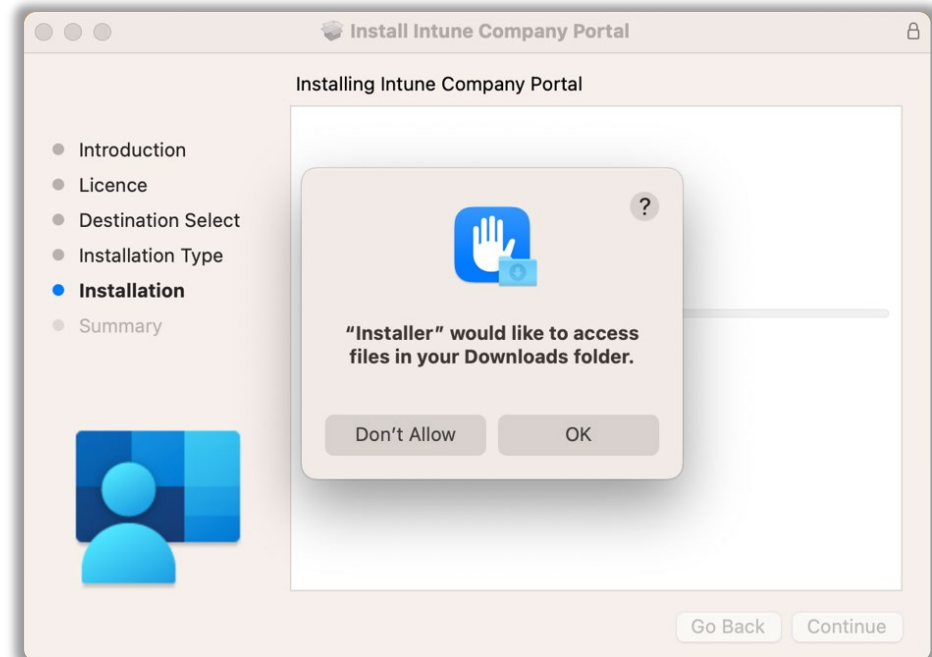 Install Intune Company Portal
Installing Intune Company Portal
Introduction
Licence
Destination Select
Installation Type
Installation
Summary
?
“Installer” would like to access
files in your Downloads folder.
Don’t Allow
OK
Go Back
Continue